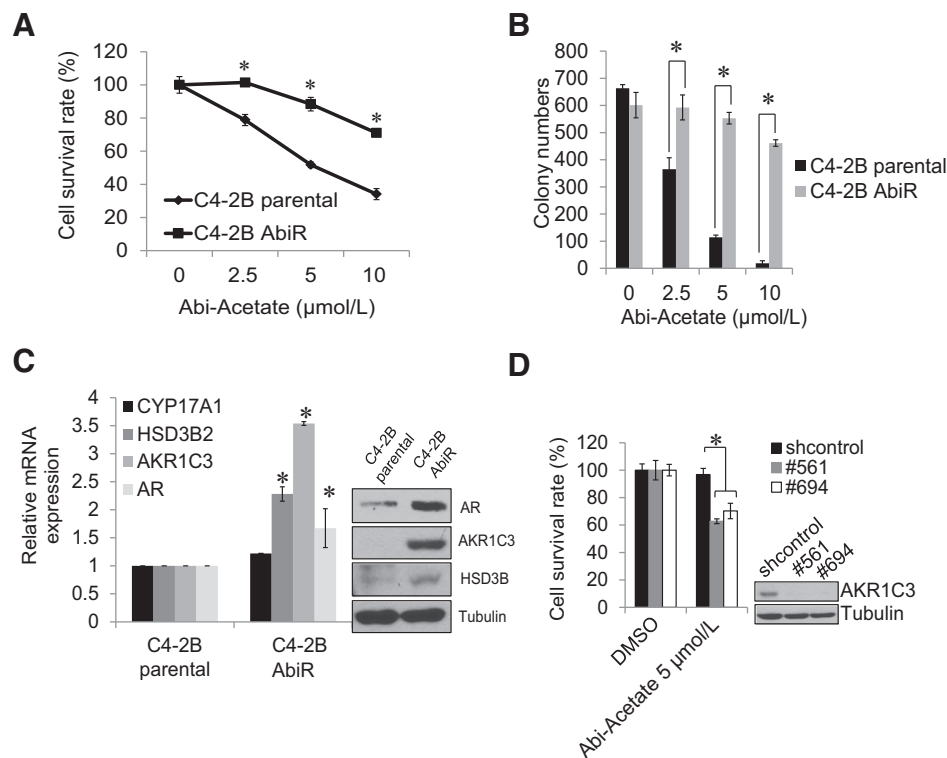 A
Cell survival rate (%)
120
100
80
60
40
20
0
* * *
C4-2B parental
C4-2B AbiR
0 2.5 5 10
Abi-Acetate (µmol/L)
B
Colony numbers
800
700
600
500
400
300
200
100
0
* * *
C4-2B parental
C4-2B AbiR
0 2.5 5 10
Abi-Acetate (µmol/L)
C
Relative mRNA
expression
4
3.5
3
2.5
2
1.5
1
0.5
0
CYP17A1
HSD3B2
AKR1C3
AR
* * *
C4-2B
parental
C4-2B
AbiR
C4-2B
parental
C4-2B
AbiR
AR
AKR1C3
HSD3B
Tubulin
D
Cell survival rate (%)
120
100
80
60
40
20
0
*
shcontrol
#561
#694
DMSO
Abi-Acetate 5 µmol/L
shcontrol
#561
#694
AKR1C3
Tubulin